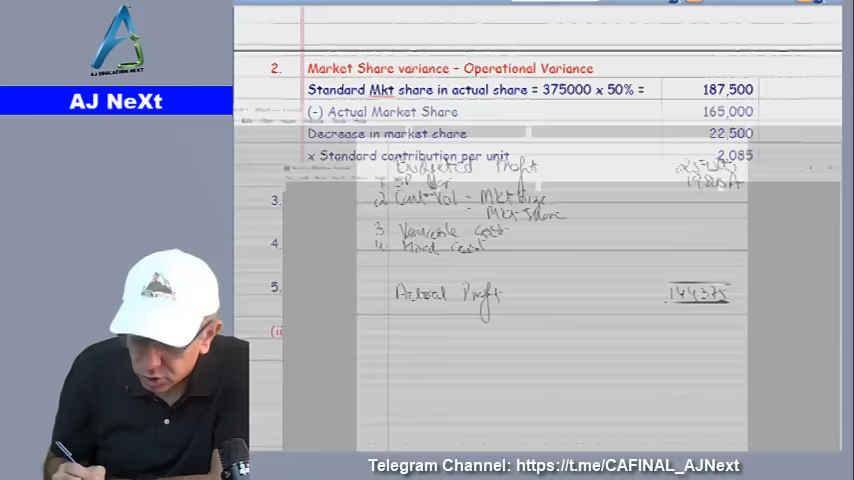 AJ EDUCATION NEXT
AJ NeXt
2. Market Share variance – Operational Variance
Standard Mkt share in actual share = 375000 x 50% = 187,500
(-) Actual Market Share 165,000
Decrease in market share 22,500
x Standard contribution per unit 2,085
Profit
2 Cont Vol - Mkt Size
- Mkt Share
3. 3 Variable Cost
4. 4 Cost
Actual Profit 144375
5.
Telegram Channel: https://t.me/CAFINAL_AJNext